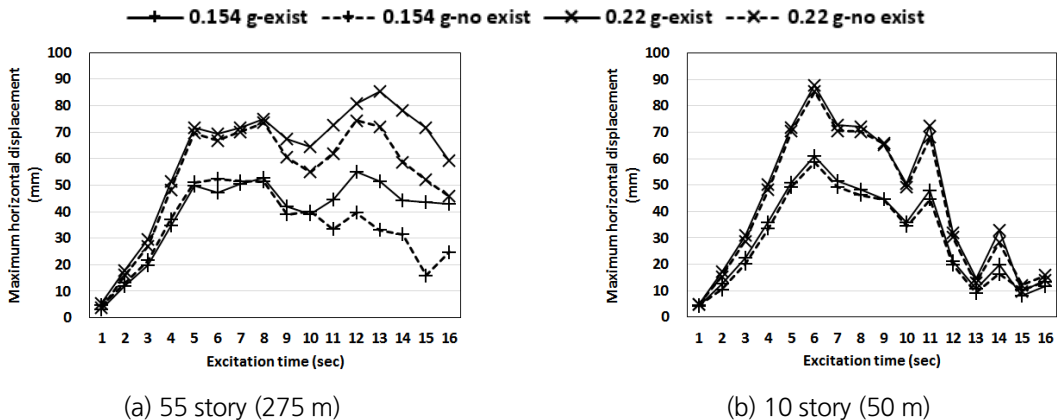 0.154 g-exist 0.154 g-no exist 0.22 g-exist 0.22 g-no exist
Maximum horizontal displacement
(mm)
100
90
80
70
60
50
40
30
20
10
0
1 2 3 4 5 6 7 8 9 10 11 12 13 14 15 16
Excitation time (sec)
(a) 55 story (275 m)
Maximum horizontal displacement
(mm)
100
90
80
70
60
50
40
30
20
10
0
1 2 3 4 5 6 7 8 9 10 11 12 13 14 15 16
Excitation time (sec)
(b) 10 story (50 m)